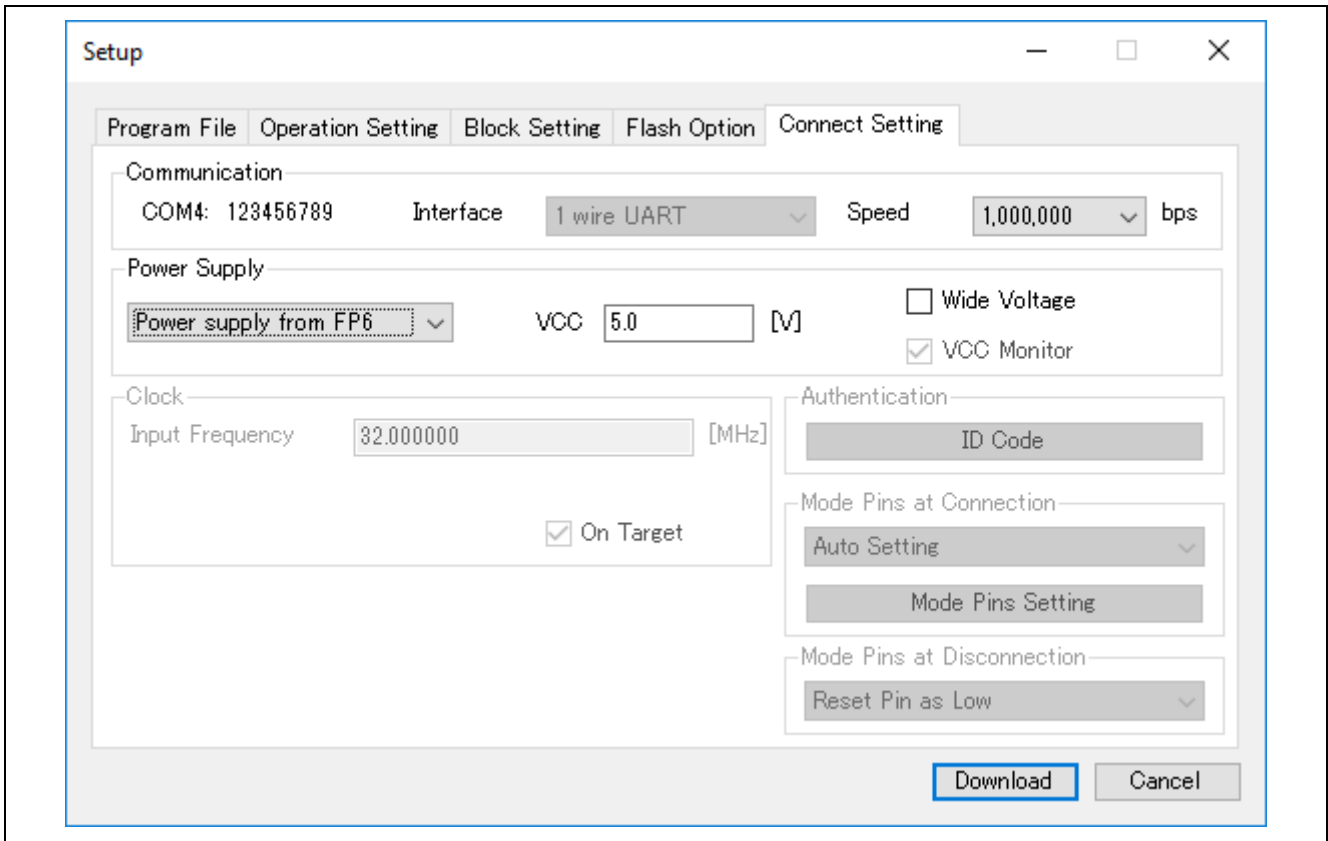 Setup
Program File Operation Setting Block Setting Flash Option Connect Setting
Communication
COM4: 123456789 Interface 1 wire UART Speed 1,000,000 bps
Power Supply
Power supply from FP6 VCC 5.0 [V] Wide Voltage
VCC Monitor
Clock
Input Frequency 32.000000 [MHz]
On Target
Authentication
ID Code
Mode Pins at Connection
Auto Setting
Mode Pins Setting
Mode Pins at Disconnection
Reset Pin as Low
Download Cancel